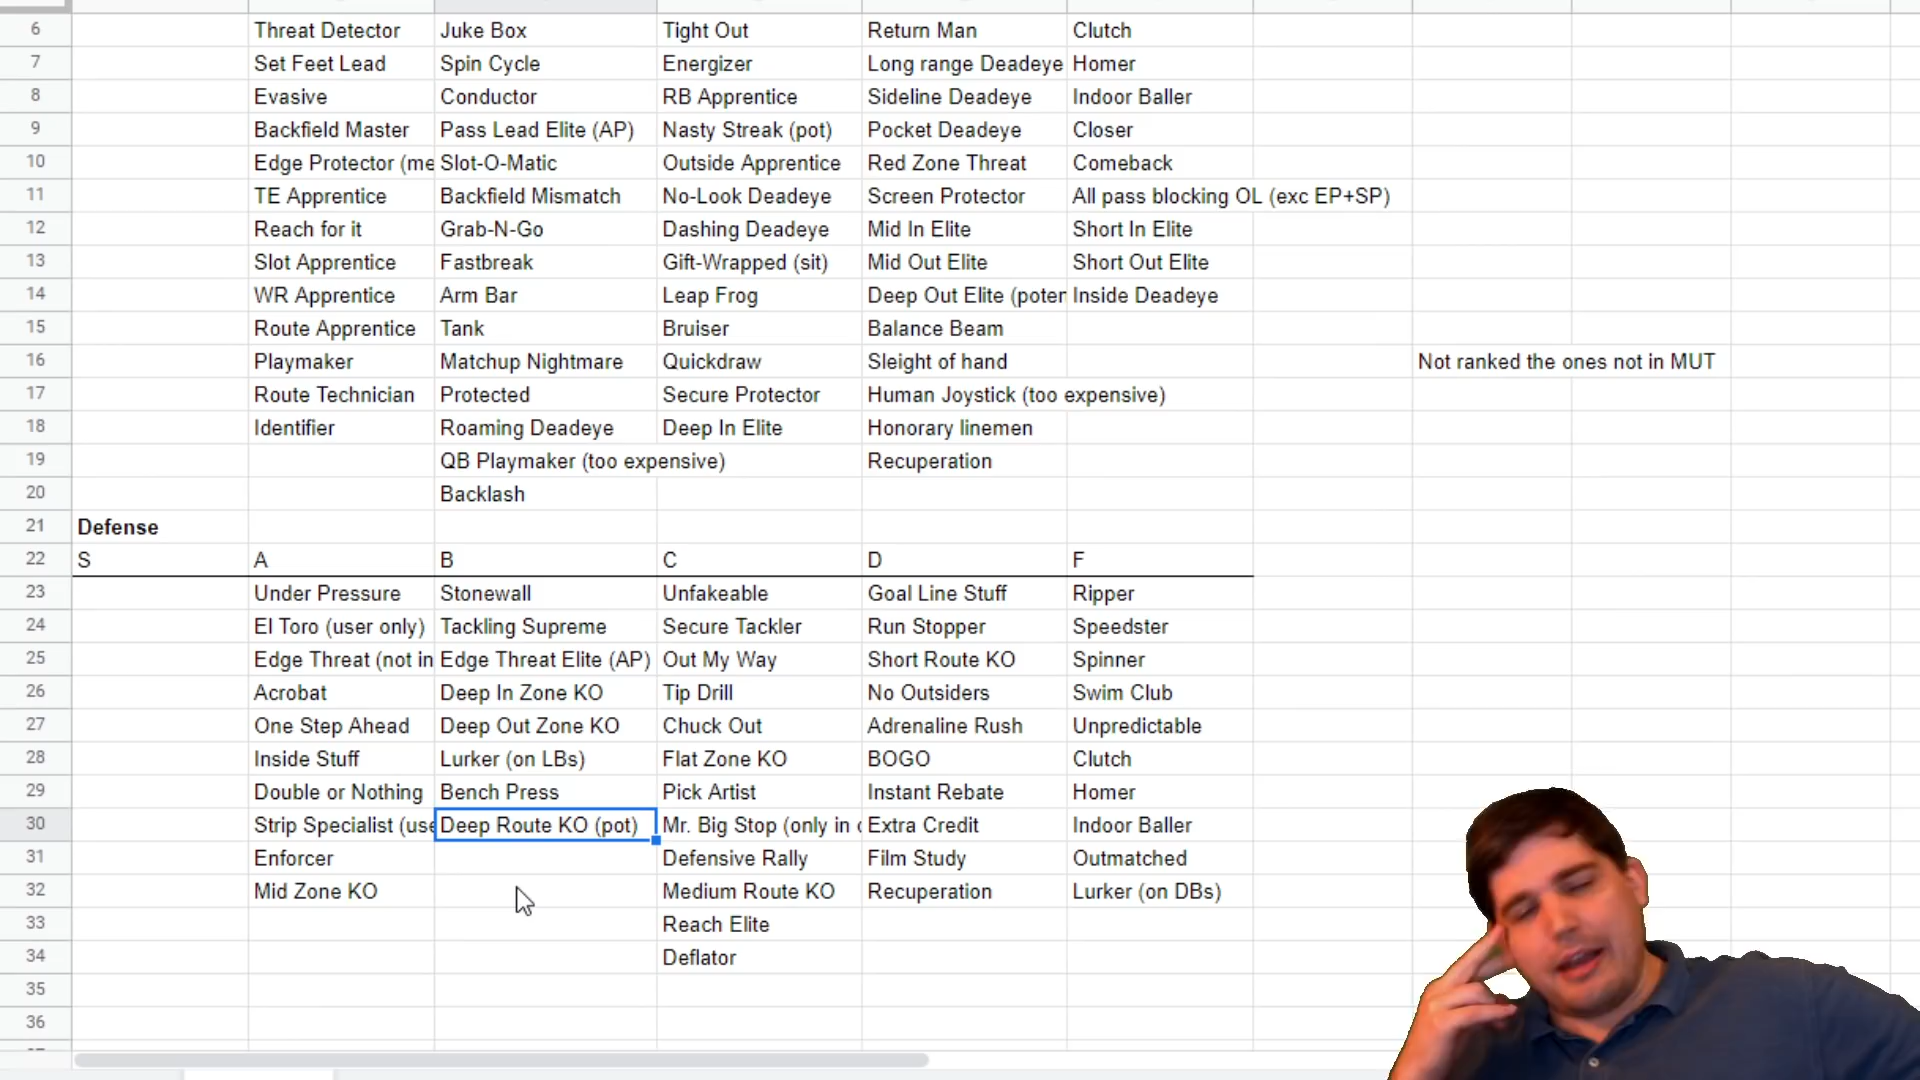 6 Threat Detector Juke Box Tight Out Return Man Clutch
7 Set Feet Lead Spin Cycle Energizer Long range Deadeye Homer
8 Evasive Conductor RB Apprentice Sideline Deadeye Indoor Baller
9 Backfield Master Pass Lead Elite (AP) Nasty Streak (pot) Pocket Deadeye Closer
10 Edge Protector (me Slot-O-Matic Outside Apprentice Red Zone Threat Comeback
11 TE Apprentice Backfield Mismatch No-Look Deadeye Screen Protector All pass blocking OL (exc EP+SP)
12 Reach for it Grab-N-Go Dashing Deadeye Mid In Elite Short In Elite
13 Slot Apprentice Fastbreak Gift-Wrapped (sit) Mid Out Elite Short Out Elite
14 WR Apprentice Arm Bar Leap Frog Deep Out Elite (poten Inside Deadeye
15 Route Apprentice Tank Bruiser Balance Beam
16 Playmaker Matchup Nightmare Quickdraw Sleight of hand Not ranked the ones not in MUT
17 Route Technician Protected Secure Protector Human Joystick (too expensive)
18 Identifier Roaming Deadeye Deep In Elite Honorary linemen
19 QB Playmaker (too expensive) Recuperation
20 Backlash
21 Defense
22 S A B C D F
23 Under Pressure Stonewall Unfakeable Goal Line Stuff Ripper
24 El Toro (user only) Tackling Supreme Secure Tackler Run Stopper Speedster
25 Edge Threat (not in Edge Threat Elite (AP) Out My Way Short Route KO Spinner
26 Acrobat Deep In Zone KO Tip Drill No Outsiders Swim Club
27 One Step Ahead Deep Out Zone KO Chuck Out Adrenaline Rush Unpredictable
28 Inside Stuff Lurker (on LBs) Flat Zone KO BOGO Clutch
29 Double or Nothing Bench Press Pick Artist Instant Rebate Homer
30 Strip Specialist (use Deep Route KO (pot) Mr. Big Stop (only in Extra Credit Indoor Baller
31 Enforcer Defensive Rally Film Study Outmatched
32 Mid Zone KO Medium Route KO Recuperation Lurker (on DBs)
33 Reach Elite
34 Deflator
35
36